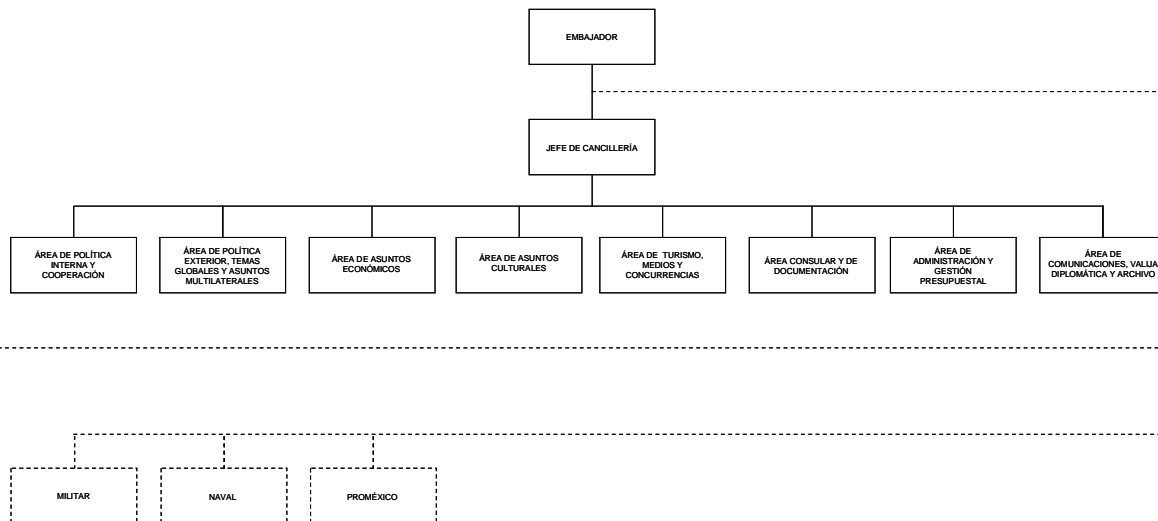 EMBAJADOR
JEFE DE CANCILLERÍA
ÁREA DE POLÍTICA
INTERNA Y
COOPERACIÓN
ÁREA DE POLÍTICA
EXTERIOR, TEMAS
GLOBALES Y ASUNTOS
MULTILATERALES
ÁREA DE ASUNTOS
ECONÓMICOS
ÁREA DE ASUNTOS
CULTURALES
ÁREA DE TURISMO,
MEDIOS Y
CONCURRENCIAS
ÁREA CONSULAR Y DE
DOCUMENTACIÓN
ÁREA DE
ADMINISTRACIÓN Y
GESTIÓN
PRESUPUESTAL
ÁREA DE
COMUNICACIONES, VALIJA
DIPLOMÁTICA Y ARCHIVO
MILITAR
NAVAL
PROMÉXICO